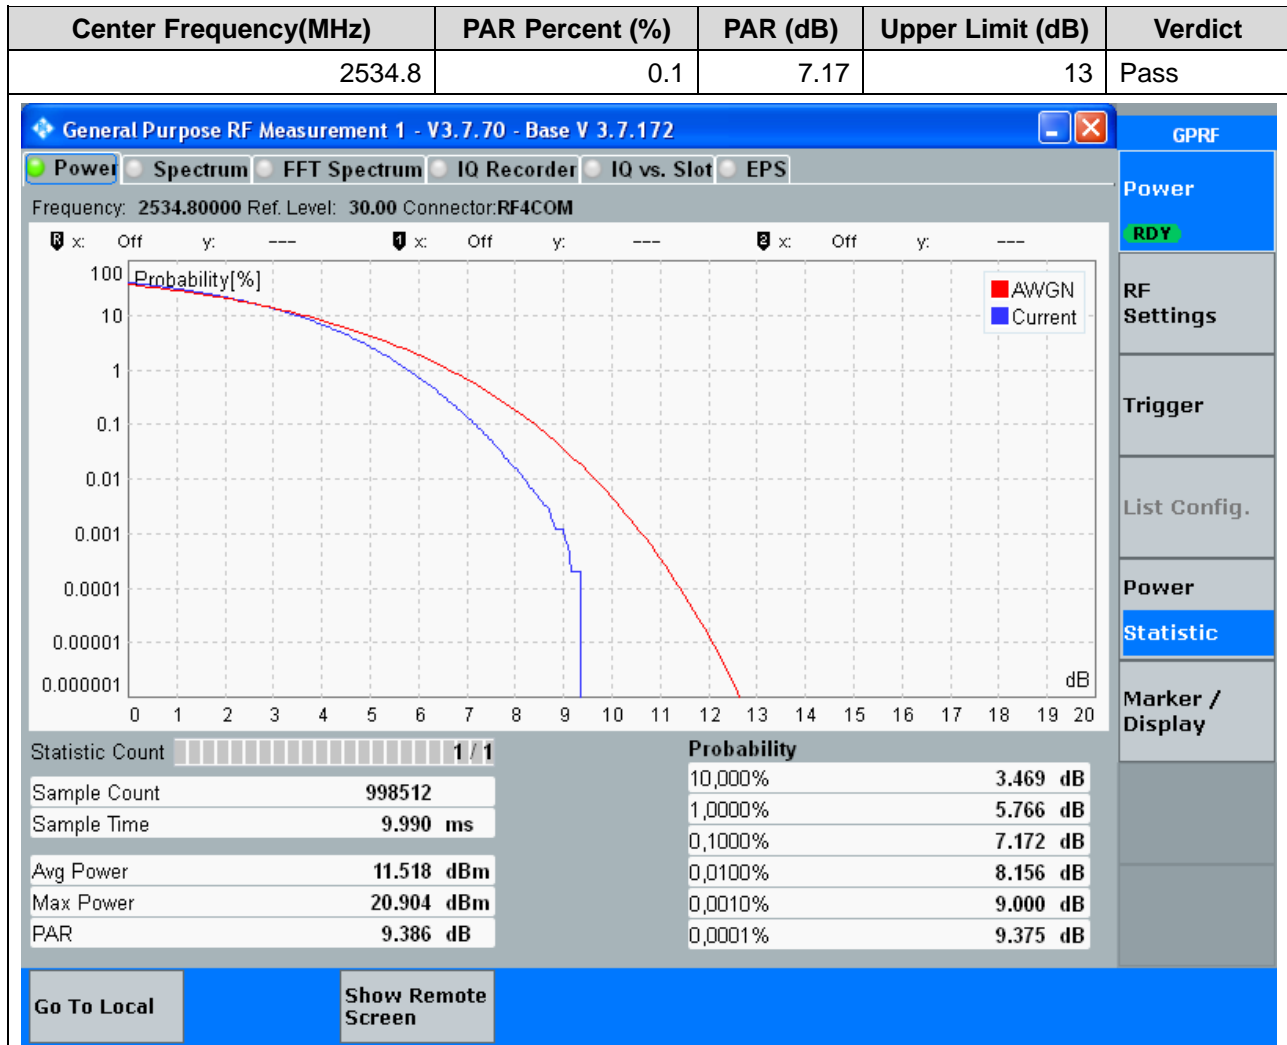 Center Frequency(MHz) PAR Percent (%) PAR (dB) Upper Limit (dB) Verdict
2534.8 0.1 7.17 13 Pass
General Purpose RF Measurement 1 - V3.7.70 - Base V 3.7.172
GPRF
Power Spectrum FFT Spectrum IQ Recorder IQ vs. Slot EPS
Frequency: 2534.80000 Ref. Level: 30.00 Connector:RF4COM
R x: Off y: --- 1 x: Off y: --- 2 x: Off y: ---
Probability[%]
AWGN
Current
100
10
1
0.1
0.01
0.001
0.0001
0.00001
0.000001
dB
0 1 2 3 4 5 6 7 8 9 10 11 12 13 14 15 16 17 18 19 20
Statistic Count 1 / 1
Sample Count 998512
Sample Time 9.990 ms
Avg Power 11.518 dBm
Max Power 20.904 dBm
PAR 9.386 dB
Probability
10,000% 3.469 dB
1,0000% 5.766 dB
0,1000% 7.172 dB
0,0100% 8.156 dB
0,0010% 9.000 dB
0,0001% 9.375 dB
Power
RDY
RF
Settings
Trigger
List Config.
Power
Statistic
Marker /
Display
Go To Local
Show Remote
Screen